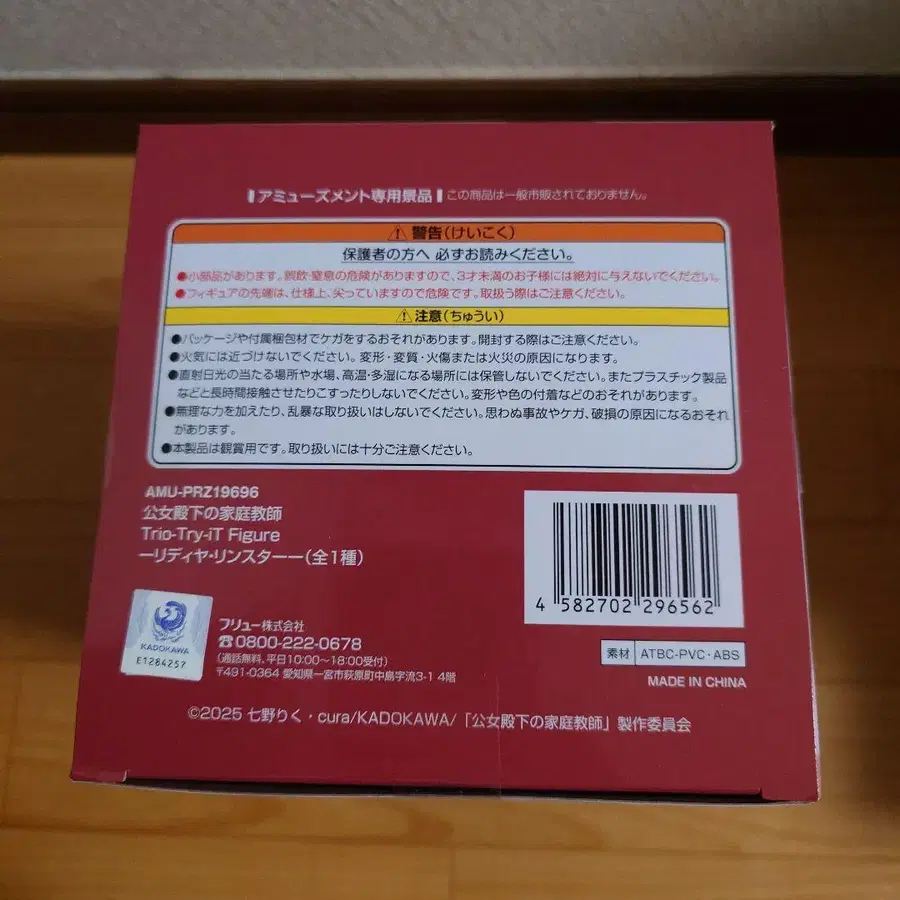 アミューズメント専用景品 この商品は一般市販されておりません。
⚠警告(けいこく)
保護者の方へ 必ずお読みください。
●小部品があります。誤飲・窒息の危険がありますので、3才未満のお子様には絶対に与えないでください。
●フィギュアの先端は、仕様上、尖っていますので危険です。取扱う際はご注意ください。
⚠注意(ちゅうい)
●パッケージや付属梱包材でケガをするおそれがあります。開封する際はご注意ください。
●火気には近づけないでください。変形・変質・火傷または火災の原因になります。
●直射日光の当たる場所や水場、高温・多湿になる場所には保管しないでください。またプラスチック製品
などと長時間接触させたりこすったりしないでください。変形や色の付着などのおそれがあります。
●無理な力を加えたり、乱暴な取り扱いはしないでください。思わぬ事故やケガ、破損の原因になるおそれ
があります。
●本製品は観賞用です。取り扱いには十分ご注意ください。
AMU-PRZ19696
公女殿下の家庭教師
Trio-Try-iT Figure
ーリディヤ・リンスターー(全1種)
4 582702 296562
KADOKAWA
E1284257
フリュー株式会社
☎0800-222-0678
(通話無料、平日10:00~18:00受付)
〒491-0364 愛知県一宮市萩原町中島字流3-1 4階
素材 ATBC-PVC・ABS
MADE IN CHINA
©2025 七野りく・cura/KADOKAWA/「公女殿下の家庭教師」製作委員会